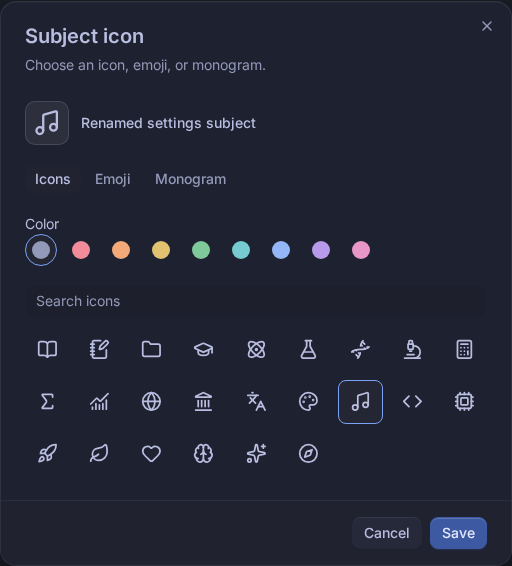 Subject icon
Choose an icon, emoji, or monogram.
Renamed settings subject
Icons Emoji Monogram
Color
Search icons
Cancel Save